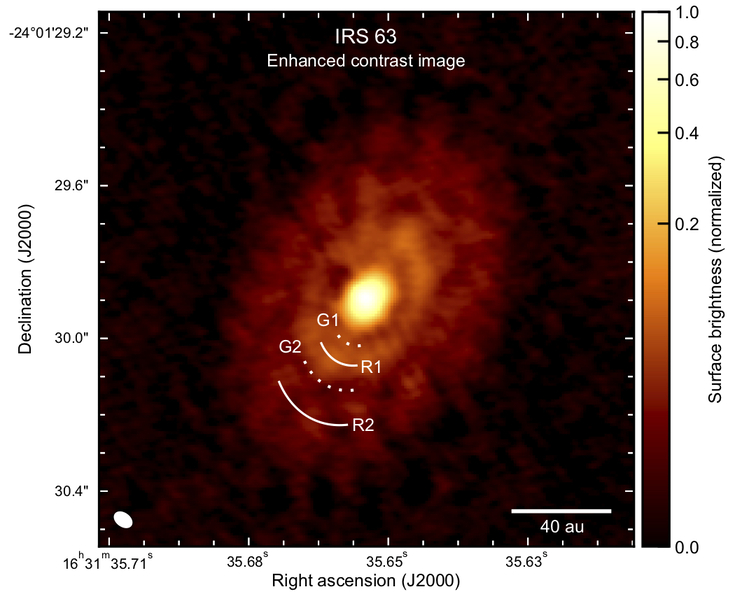 IRS 63
Enhanced contrast image
-24°01'29.2"
29.6"
30.0"
30.4"
Declination (J2000)
G1
G2
R1
R2
40 au
16ʰ31ᵐ35.71ˢ
35.68ˢ
35.65ˢ
35.63ˢ
Right ascension (J2000)
1.0
0.8
0.6
0.4
0.2
0.0
Surface brightness (normalized)